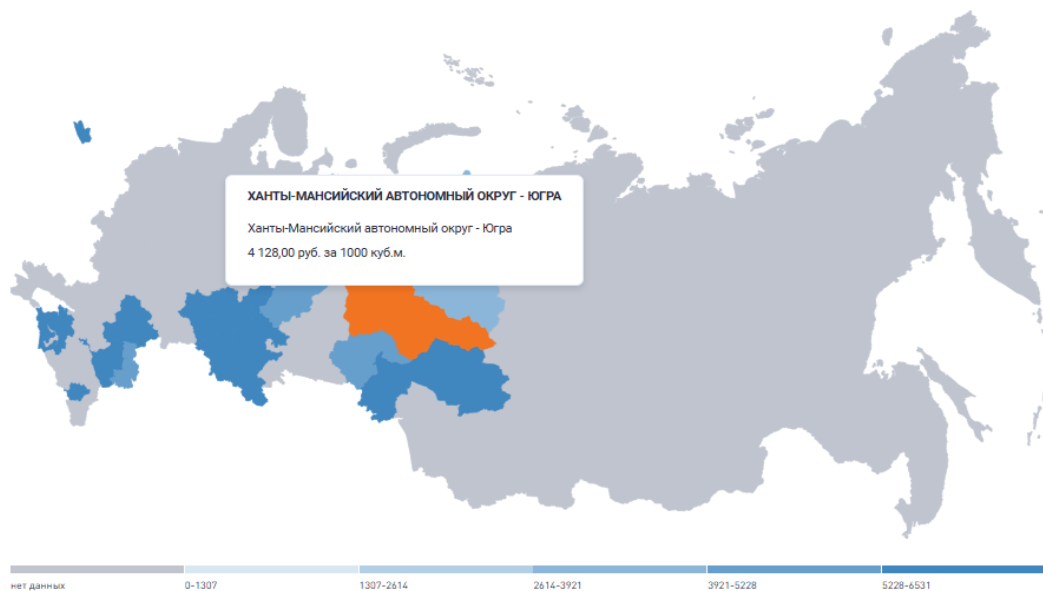 ХАНТЫ-МАНСИЙСКИЙ АВТОНОМНЫЙ ОКРУГ - ЮГРА
Ханты-Мансийский автономный округ - Югра
4 128,00 руб. за 1000 куб.м.
нет данных
0-1307
1307-2614
2614-3921
3921-5228
5228-6531